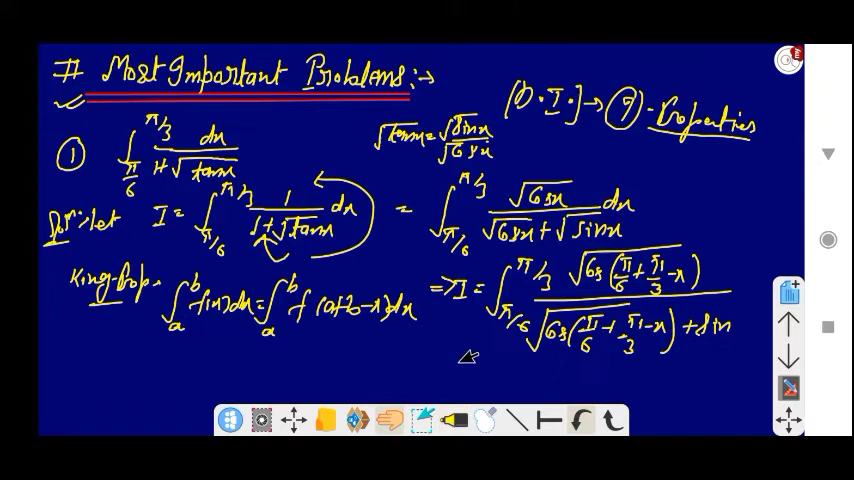 # Most Important Problems:→
[D.I.]→ 9 - Properties
① ∫_{π/6}^{π/3} dx / 1+√tanx
√tanx = √sinx / √cosx
Soln: let I = ∫_{π/6}^{π/3} 1 / 1+√tanx dx = ∫_{π/6}^{π/3} √cosx / √cosx + √sinx dx
King-Prop. ∫_a^b f(x)dx = ∫_a^b f(a+b-x)dx
=> I = ∫_{π/6}^{π/3} √cos(π/6 + π/3 - x) / √cos(π/6 + π/3 - x) + sin